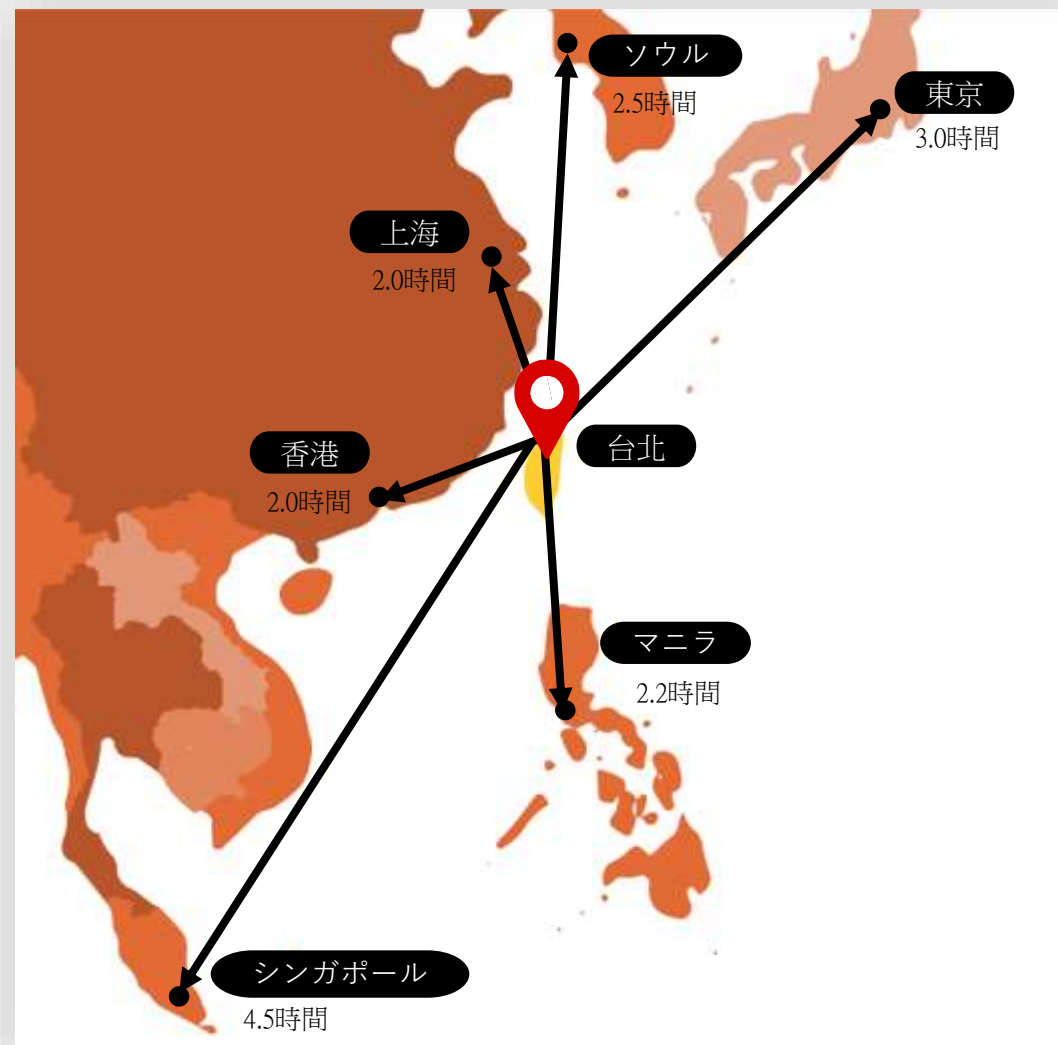 ソウル
2.5時間
東京
3.0時間
上海
2.0時間
香港
2.0時間
台北
マニラ
2.2時間
シンガポール
4.5時間